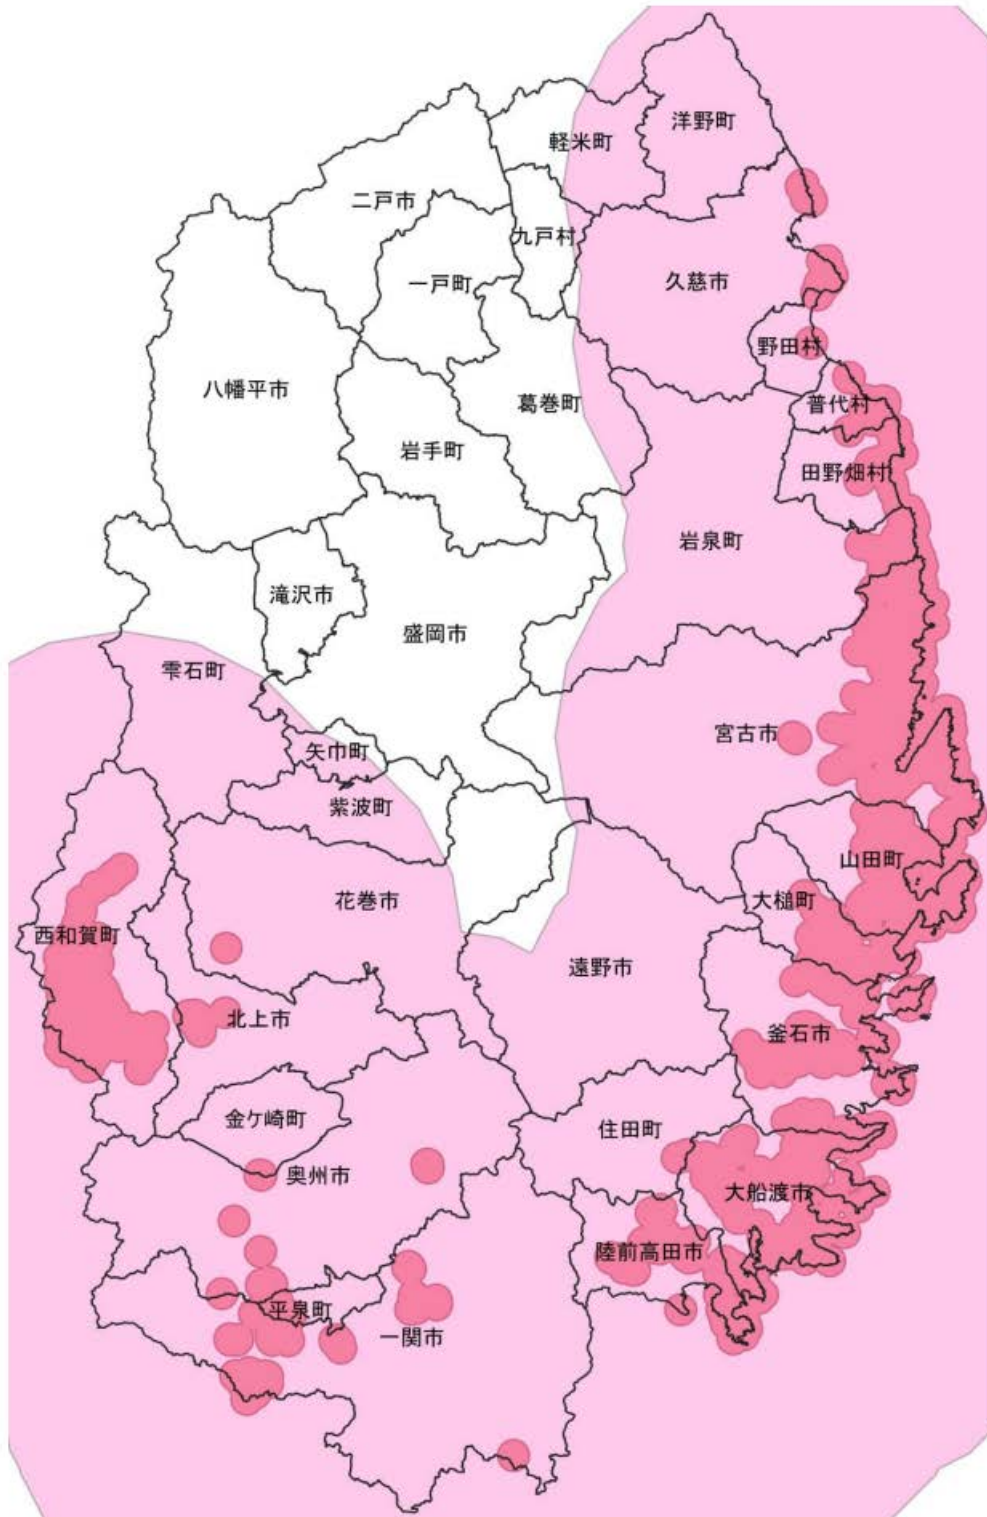 洋野町
軽米町
二戸市
九戸村
一戸町
久慈市
野田村
八幡平市
葛巻町
普代村
岩手町
田野畑村
岩泉町
滝沢市
盛岡市
雫石町
宮古市
矢巾町
紫波町
山田町
花巻市
大槌町
西和賀町
遠野市
北上市
釜石市
金ケ崎町
住田町
奥州市
大船渡市
陸前高田市
平泉町
一関市